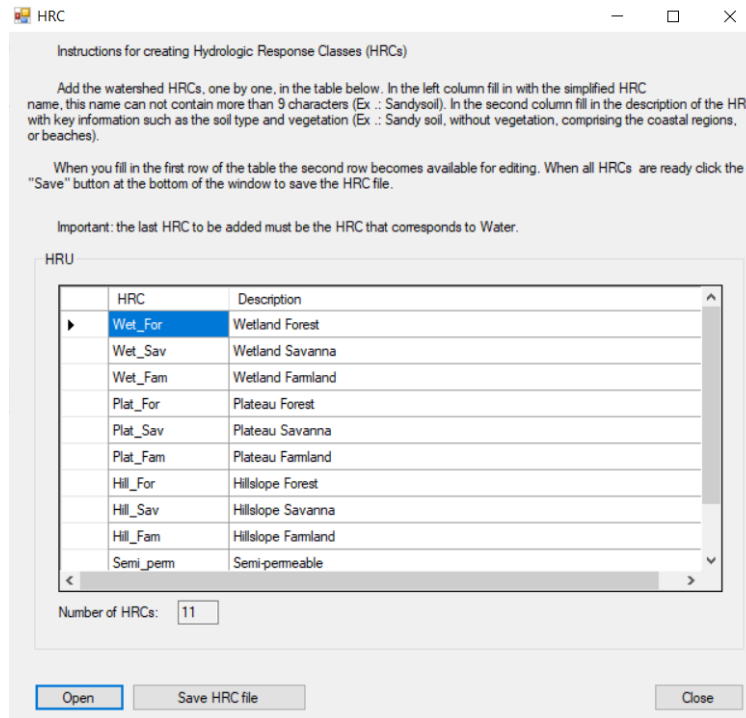 HRC
Instructions for creating Hydrologic Response Classes (HRCs)
Add the watershed HRCs, one by one, in the table below. In the left column fill in with the simplified HRC
name, this name can not contain more than 9 characters (Ex .: Sandysoil). In the second column fill in the description of the HR
with key information such as the soil type and vegetation (Ex .: Sandy soil, without vegetation, comprising the coastal regions,
or beaches).
When you fill in the first row of the table the second row becomes available for editing. When all HRCs are ready click the
"Save" button at the bottom of the window to save the HRC file.
Important: the last HRC to be added must be the HRC that corresponds to Water.
HRU
HRC Description
Wet_For Wetland Forest
Wet_Sav Wetland Savanna
Wet_Fam Wetland Farmland
Plat_For Plateau Forest
Plat_Sav Plateau Savanna
Plat_Fam Plateau Farmland
Hill_For Hillslope Forest
Hill_Sav Hillslope Savanna
Hill_Fam Hillslope Farmland
Semi_perm Semi-permeable
Number of HRCs: 11
Open Save HRC file Close